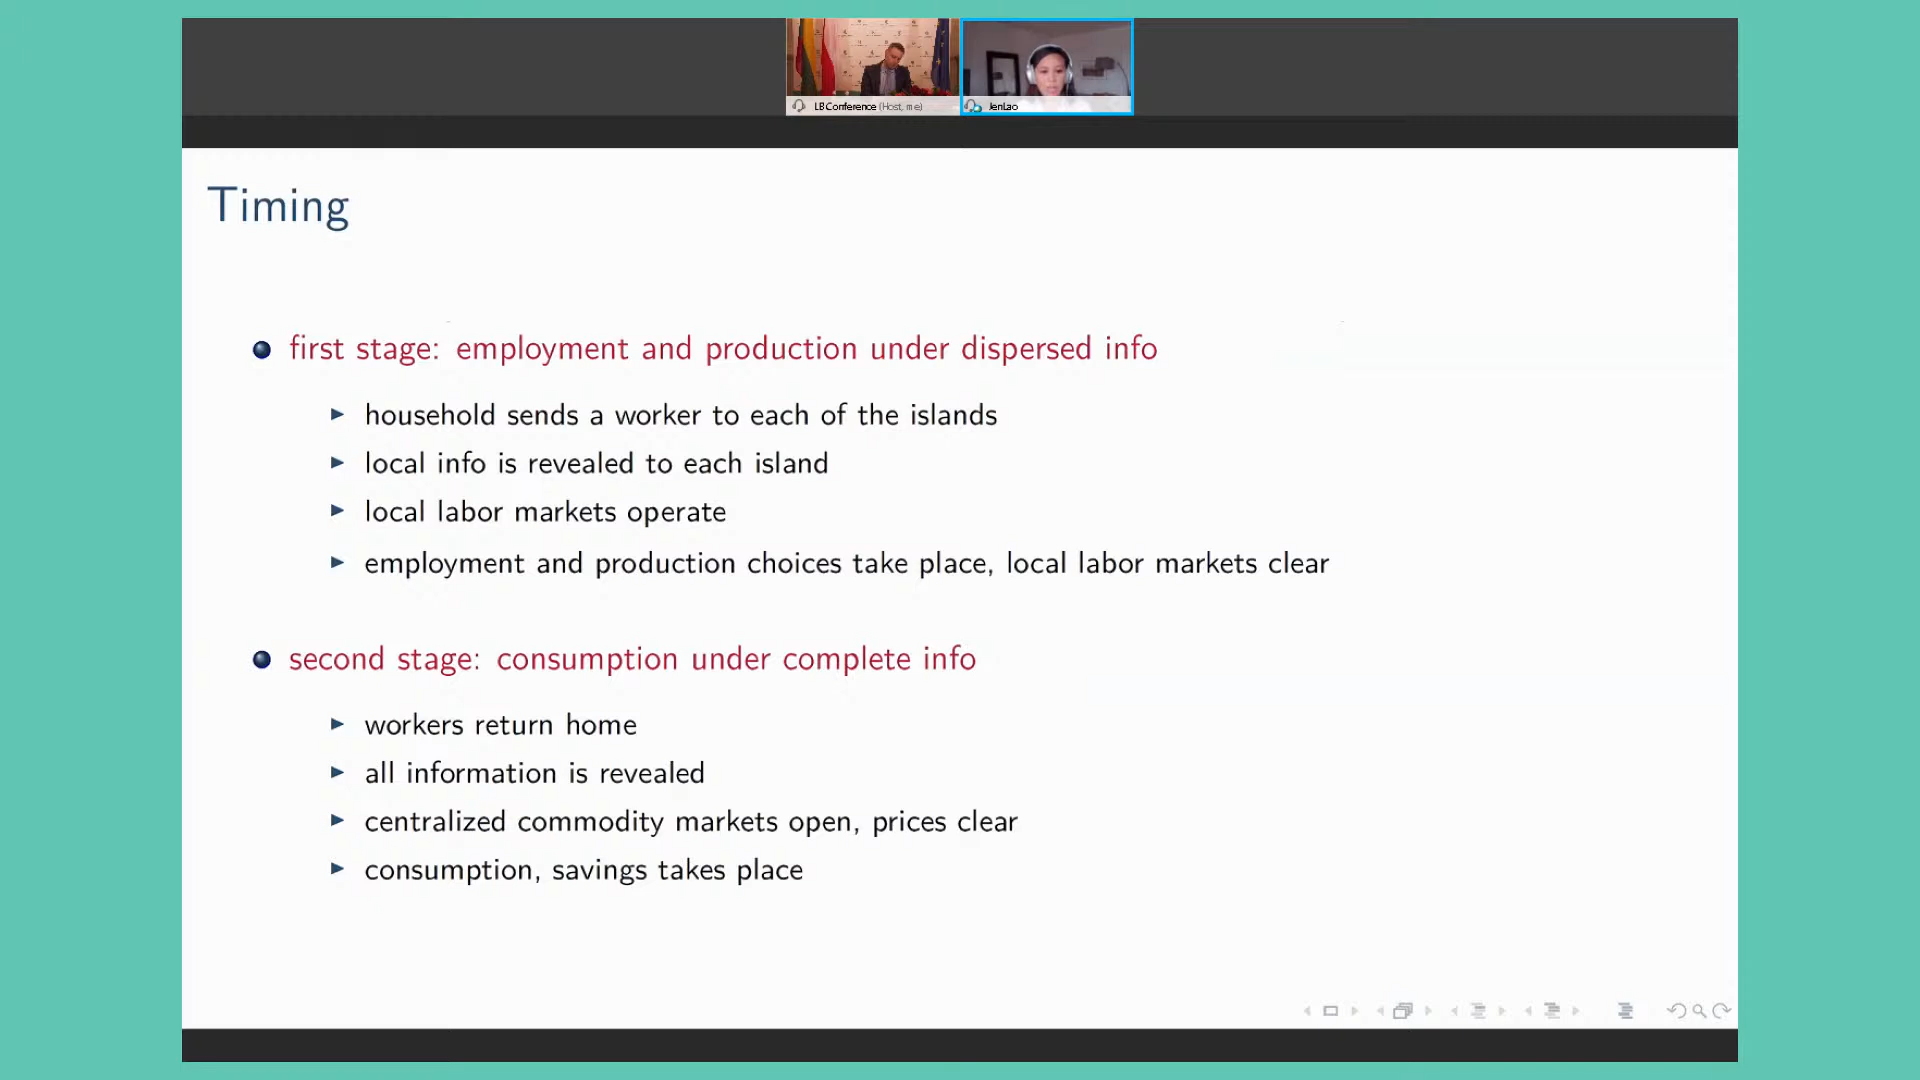 LB Conference (Host, me)
JenLao
Timing
first stage: employment and production under dispersed info
household sends a worker to each of the islands
local info is revealed to each island
local labor markets operate
employment and production choices take place, local labor markets clear
second stage: consumption under complete info
workers return home
all information is revealed
centralized commodity markets open, prices clear
consumption, savings takes place